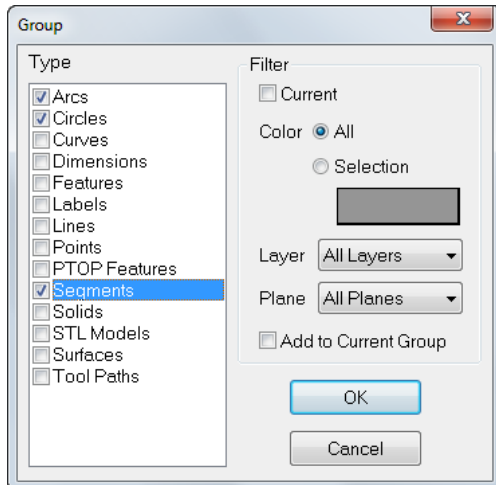 Group
Type
Arcs
Circles
Curves
Dimensions
Features
Labels
Lines
Points
PTOP Features
Segments
Solids
STL Models
Surfaces
Tool Paths
Filter
Current
Color All
Selection
Layer All Layers
Plane All Planes
Add to Current Group
OK
Cancel